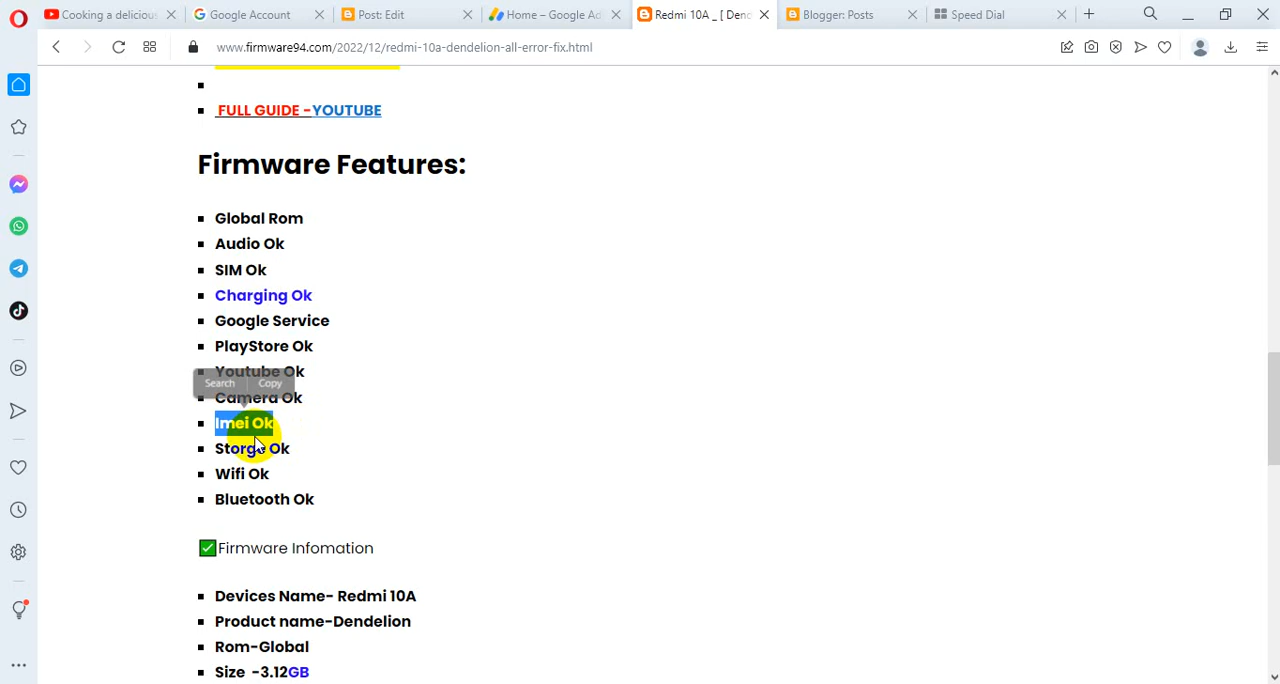 Cooking a delicious
Google Account
Post: Edit
Home – Google Ad
Redmi 10A _ [ Den
Blogger: Posts
Speed Dial
www.firmware94.com/2022/12/redmi-10a-dendelion-all-error-fix.html
FULL GUIDE -YOUTUBE
Firmware Features:
Global Rom
Audio Ok
SIM Ok
Charging Ok
Google Service
PlayStore Ok
Youtube Ok
Search Copy
Camera Ok
Imei Ok
Storge Ok
Wifi Ok
Bluetooth Ok
✅Firmware Infomation
Devices Name- Redmi 10A
Product name-Dendelion
Rom-Global
Size -3.12GB